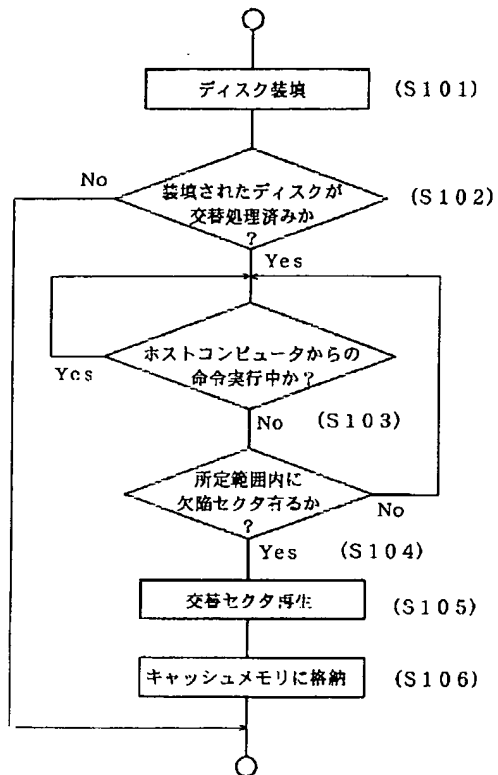 ディスク装填
(S101)
No
装填されたディスクが
交替処理済みか
?
(S102)
Yes
ホストコンピュータからの
命令実行中か?
Yes
No
(S103)
所定範囲内に
欠陥セクタ有るか
?
No
Yes
(S104)
交替セクタ再生
(S105)
キャッシュメモリに格納
(S106)